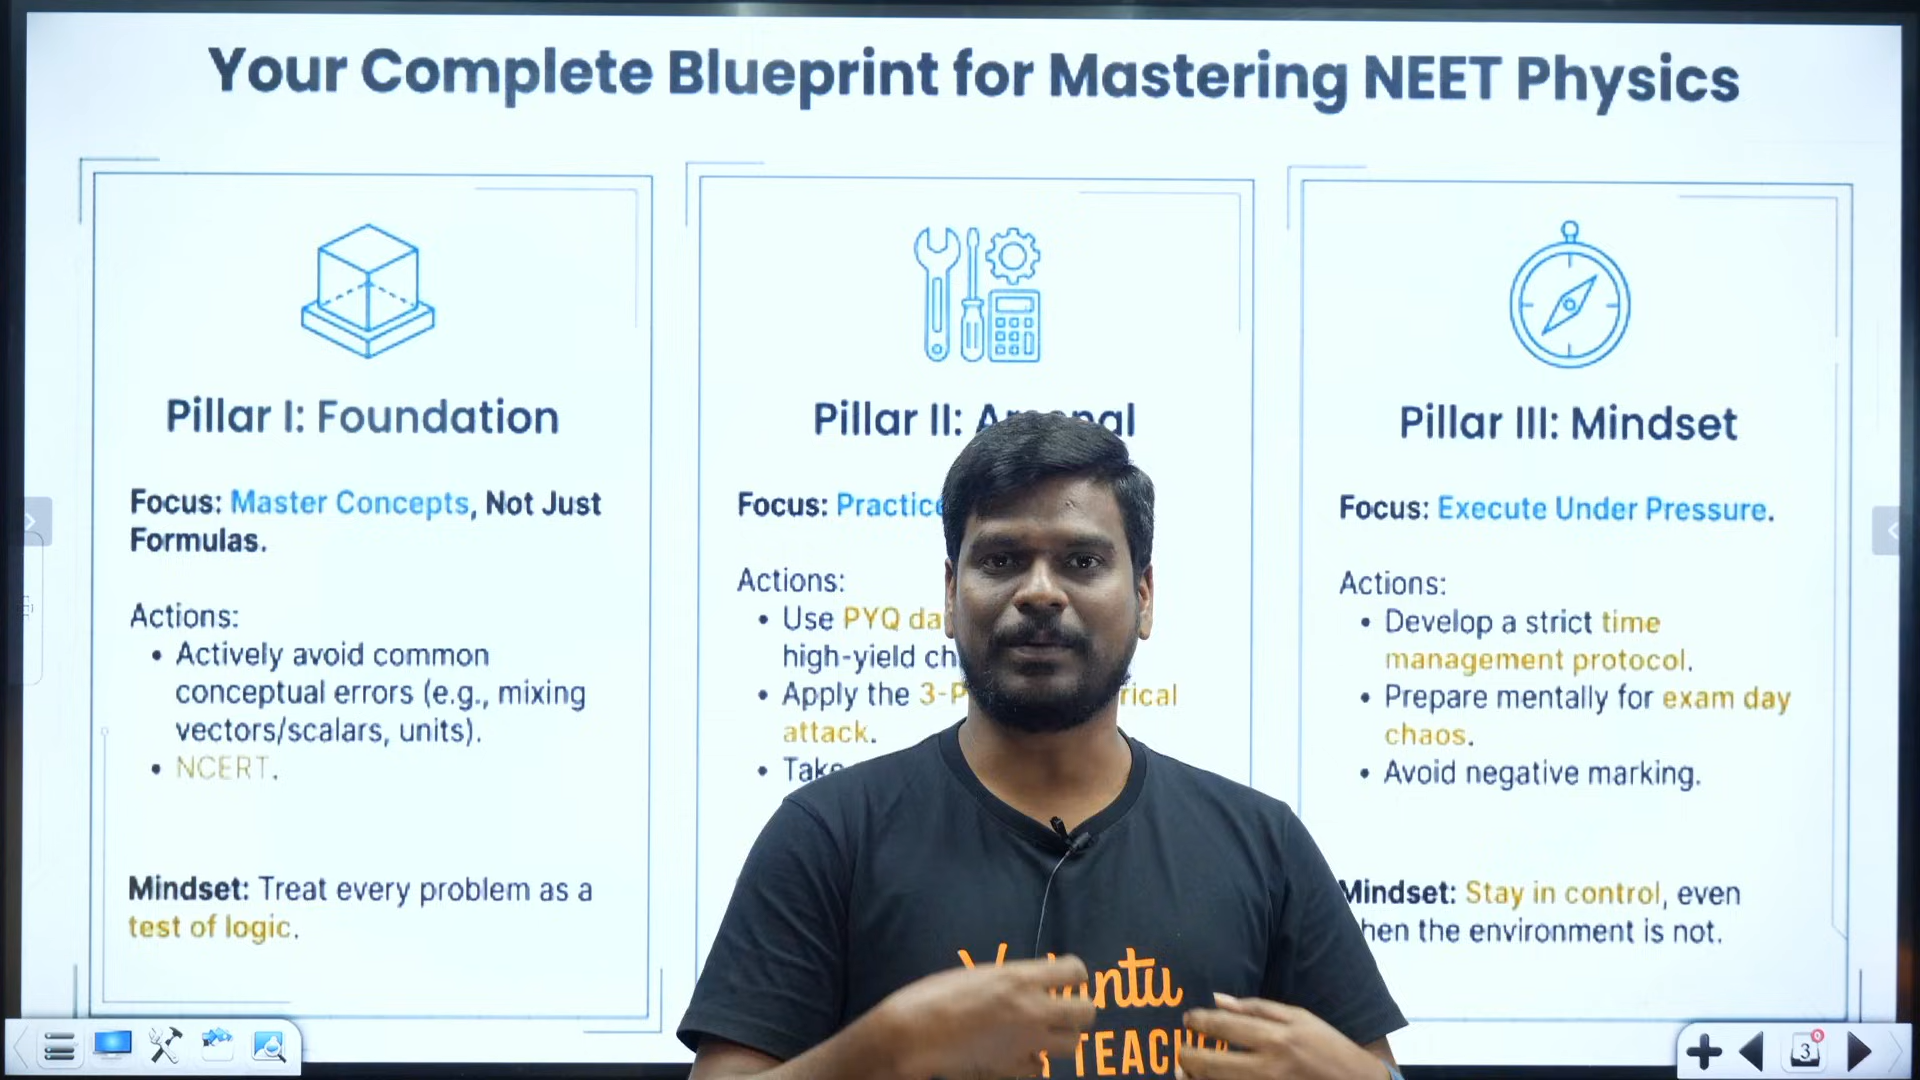 Your Complete Blueprint for Mastering NEET Physics
Pillar I: Foundation
Focus: Master Concepts, Not Just
Formulas.
Actions:
• Actively avoid common
conceptual errors (e.g., mixing
vectors/scalars, units).
• NCERT.
Mindset: Treat every problem as a
test of logic.
Pillar II:
Focus: Practice
Actions:
• Use PYQ
high-yield
• Apply the
attack.
• Take
Pillar III: Mindset
Focus: Execute Under Pressure.
Actions:
• Develop a strict time
management protocol.
• Prepare mentally for exam day
chaos.
• Avoid negative marking.
Mindset: Stay in control, even
the environment is not.
3
0